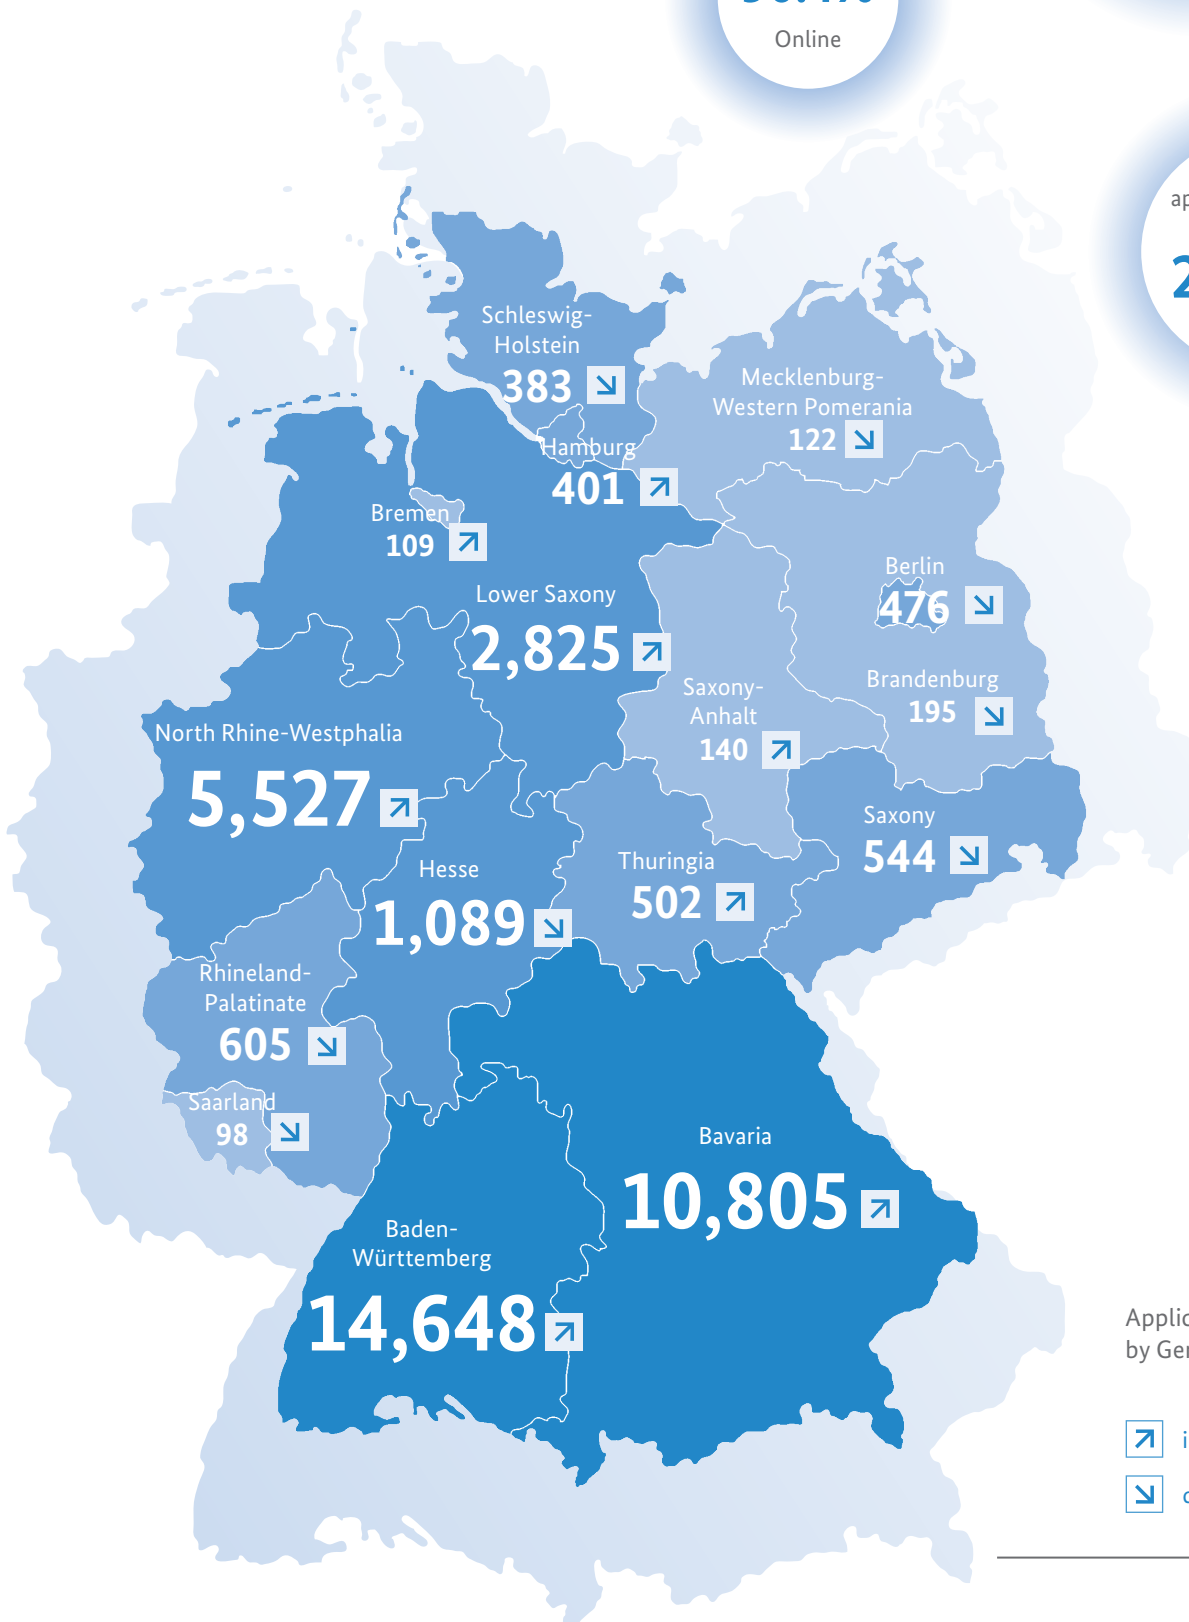 Online
Schleswig-
Holstein
383
Mecklenburg-
Western Pomerania
122
Hamburg
401
Bremen
109
Berlin
476
Lower Saxony
2,825
Brandenburg
195
Saxony-
Anhalt
140
North Rhine-Westphalia
5,527
Saxony
544
Hesse
1,089
Thuringia
502
Rhineland-
Palatinate
605
Saarland
98
Bavaria
10,805
Baden-
Württemberg
14,648
by